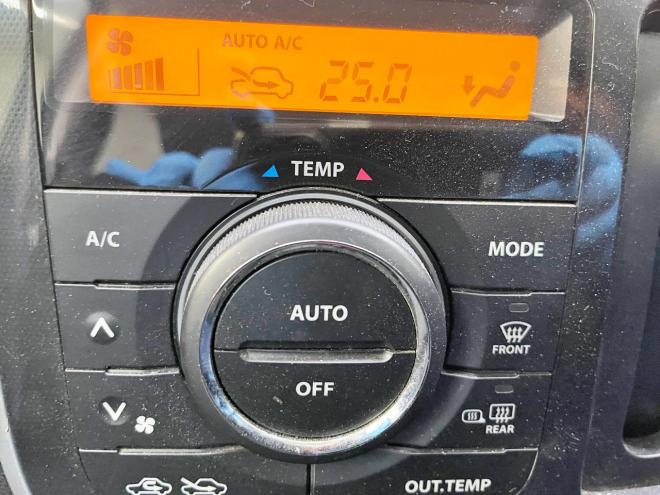 AUTO A/C
25.0
TEMP
A/C
MODE
AUTO
FRONT
OFF
REAR
OUT.TEMP